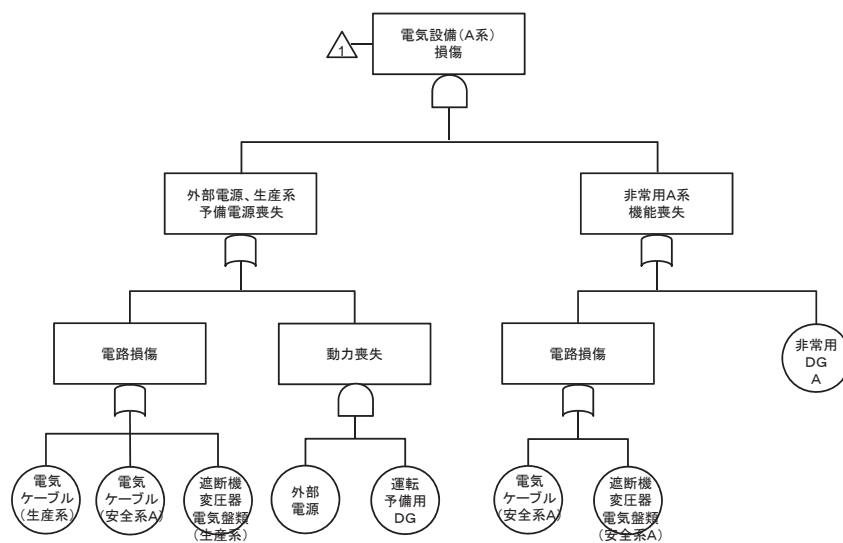 電気設備(A系)
損傷
1
外部電源、生産系
予備電源喪失
非常用A系
機能喪失
電路損傷
動力喪失
電路損傷
非常用
DG
A
電気
ケーブル
(生産系)
電気
ケーブル
(安全系A)
遮断機
変圧器
電気盤類
(生産系)
外部
電源
運転
予備用
DG
電気
ケーブル
(安全系A)
遮断機
変圧器
電気盤類
(安全系A)